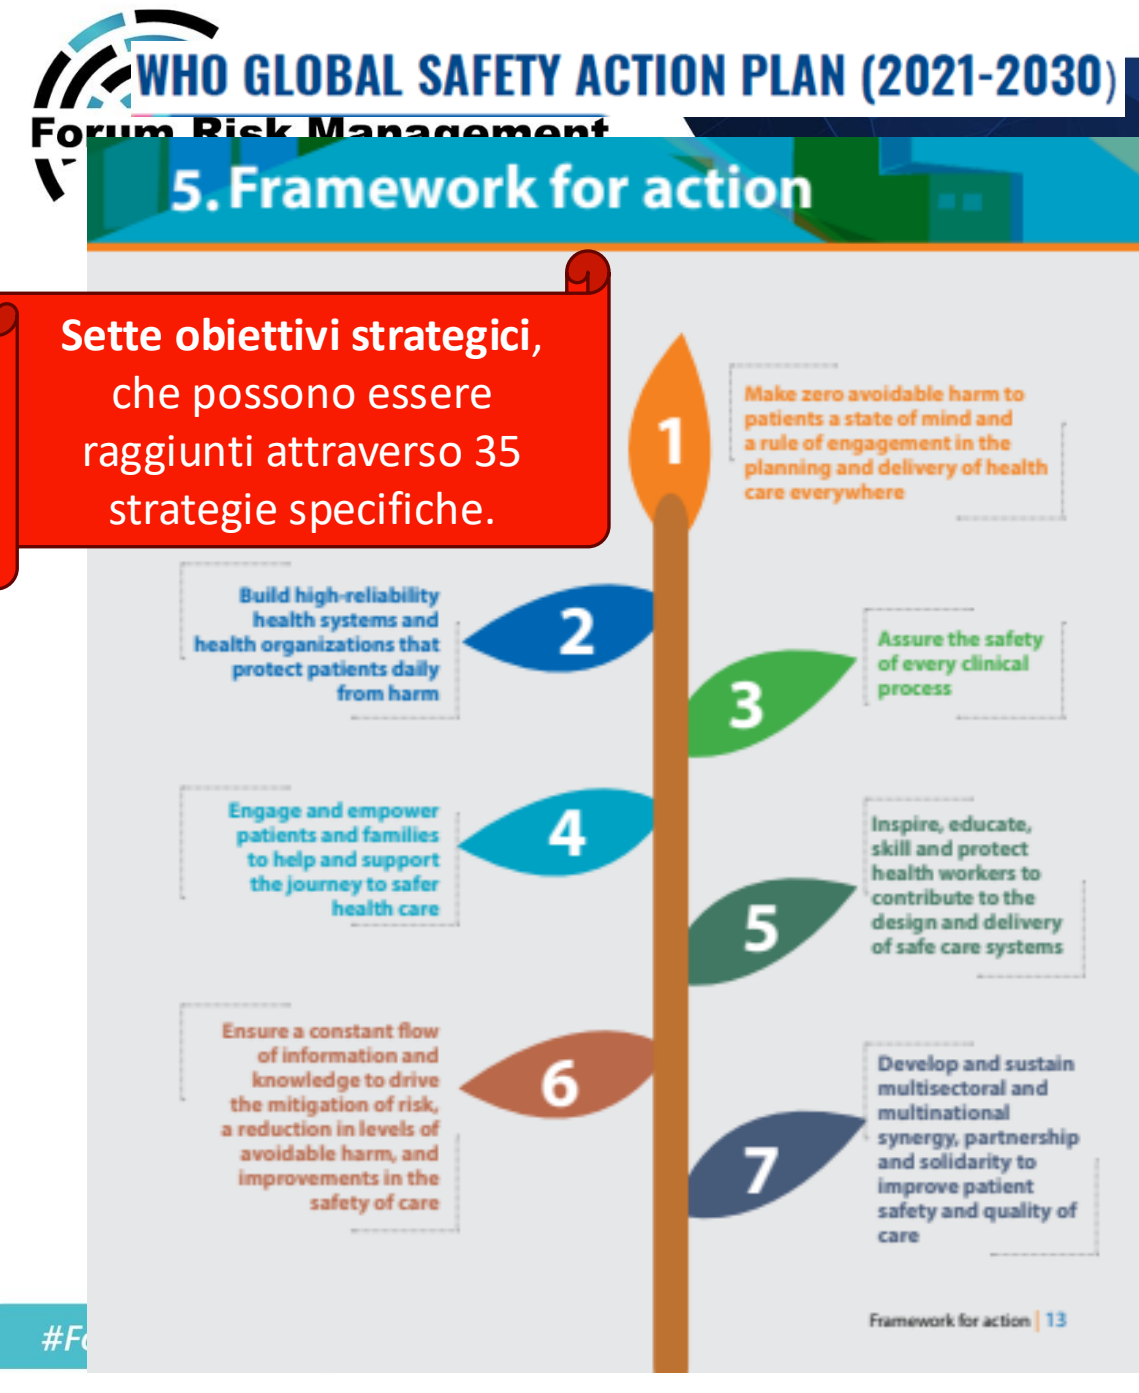 WHO GLOBAL SAFETY ACTION PLAN (2021-2030)
Forum Risk Management
5. Framework for action
Sette obiettivi strategici,
che possono essere
raggiunti attraverso 35
strategie specifiche.
1
Make zero avoidable harm to
patients a state of mind and
a rule of engagement in the
planning and delivery of health
care everywhere
Build high-reliability
health systems and
health organizations that
protect patients daily
from harm
2
3
Assure the safety
of every clinical
process
Engage and empower
patients and families
to help and support
the journey to safer
health care
4
5
Inspire, educate,
skill and protect
health workers to
contribute to the
design and delivery
of safe care systems
Ensure a constant flow
of information and
knowledge to drive
the mitigation of risk,
a reduction in levels of
avoidable harm, and
improvements in the
safety of care
6
7
Develop and sustain
multisectoral and
multinational
synergy, partnership
and solidarity to
improve patient
safety and quality of
care
Framework for action | 13